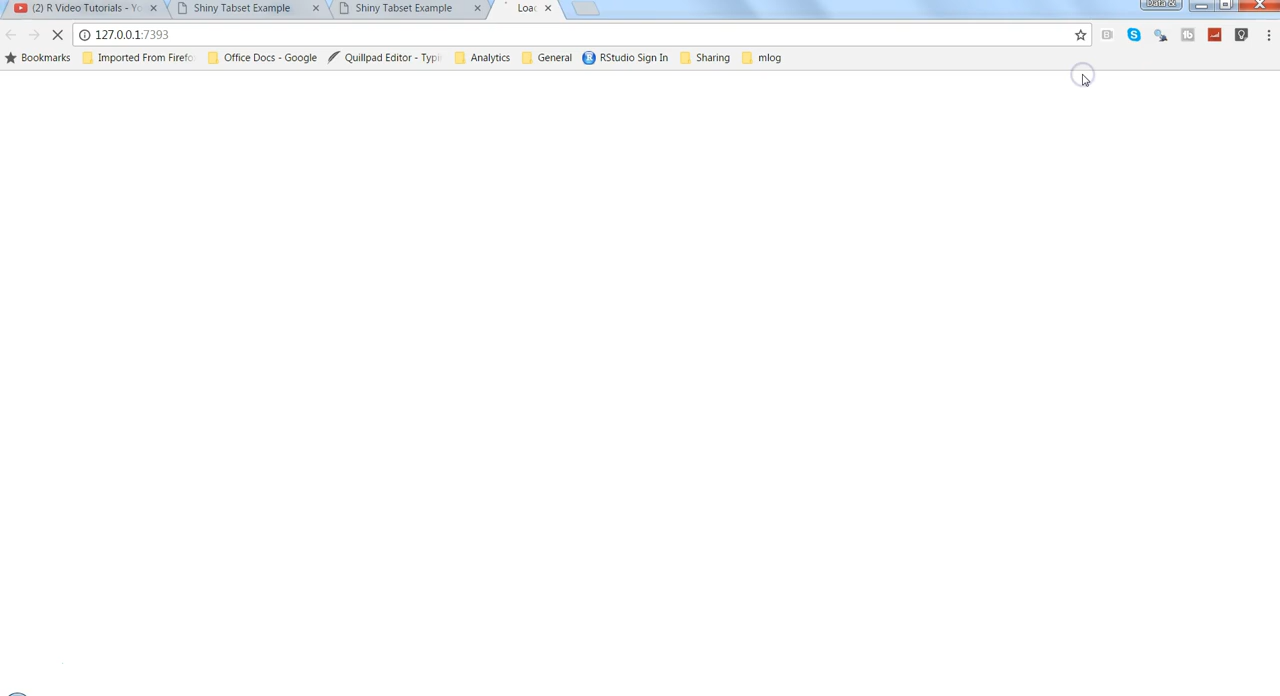 (2) R Video Tutorials - Yo
Shiny Tabset Example
Shiny Tabset Example
Loa
Data &
127.0.0.1:7393
Bookmarks
Imported From Firefo
Office Docs - Google
Quillpad Editor - Typi
Analytics
General
RStudio Sign In
Sharing
mlog